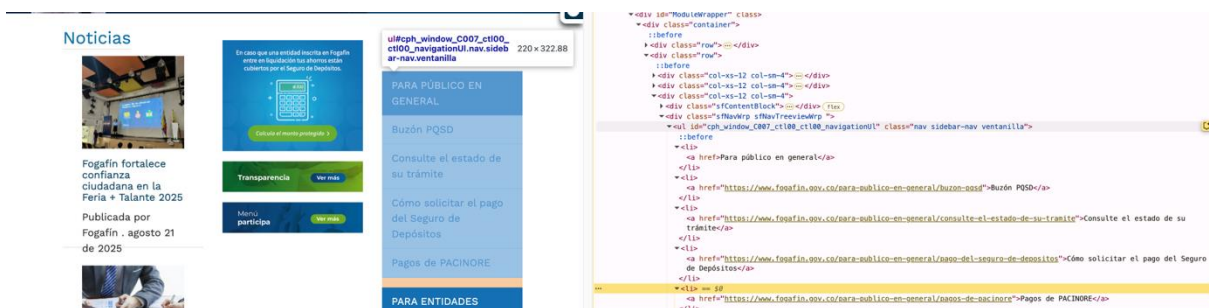 Noticias
En caso que una entidad inscrita en Fogafín
entre en liquidación tus ahorros están
cubiertos por el Seguro de Depósitos.
Calcula el monto protegido >
Fogafín fortalece
confianza
ciudadana en la
Feria + Talante 2025
Publicada por
Fogafín . agosto 21
de 2025
Transparencia
Ver más
Menú
participa
Ver más
ul#cph_window_C007_ctl00_
ctl00_navigationUl.nav.sideb
ar-nav.ventanilla
220 × 322.88
PARA PÚBLICO EN
GENERAL
Buzón PQSD
Consulte el estado de
su trámite
Cómo solicitar el pago
del Seguro de
Depósitos
Pagos de PACINORE
PARA ENTIDADES
▼<div id="ModuleWrapper" class>
▼<div class="container">
::before
▶<div class="row">⋯</div>
▼<div class="row">
::before
▶<div class="col-xs-12 col-sm-4">⋯</div>
▶<div class="col-xs-12 col-sm-4">⋯</div>
▼<div class="col-xs-12 col-sm-4">
▶<div class="sfContentBlock">⋯</div> flex
▼<div class="sfNavWrp sfNavTreeviewWrp ">
▼<ul id="cph_window_C007_ctl00_ctl00_navigationUl" class="nav sidebar-nav ventanilla">
::before
▼<li>
<a href>Para público en general</a>
</li>
▼<li>
<a href="https://www.fogafin.gov.co/para-publico-en-general/buzon-pqsd">Buzón PQSD</a>
</li>
▼<li>
<a href="https://www.fogafin.gov.co/para-publico-en-general/consulte-el-estado-de-su-tramite">Consulte el estado de su
trámite</a>
</li>
▼<li>
<a href="https://www.fogafin.gov.co/para-publico-en-general/pago-del-seguro-de-depositos">Cómo solicitar el pago del Seguro
de Depósitos</a>
</li>
▼<li> == $0
<a href="https://www.fogafin.gov.co/para-publico-en-general/pagos-de-pacinore">Pagos de PACINORE</a>
</li>